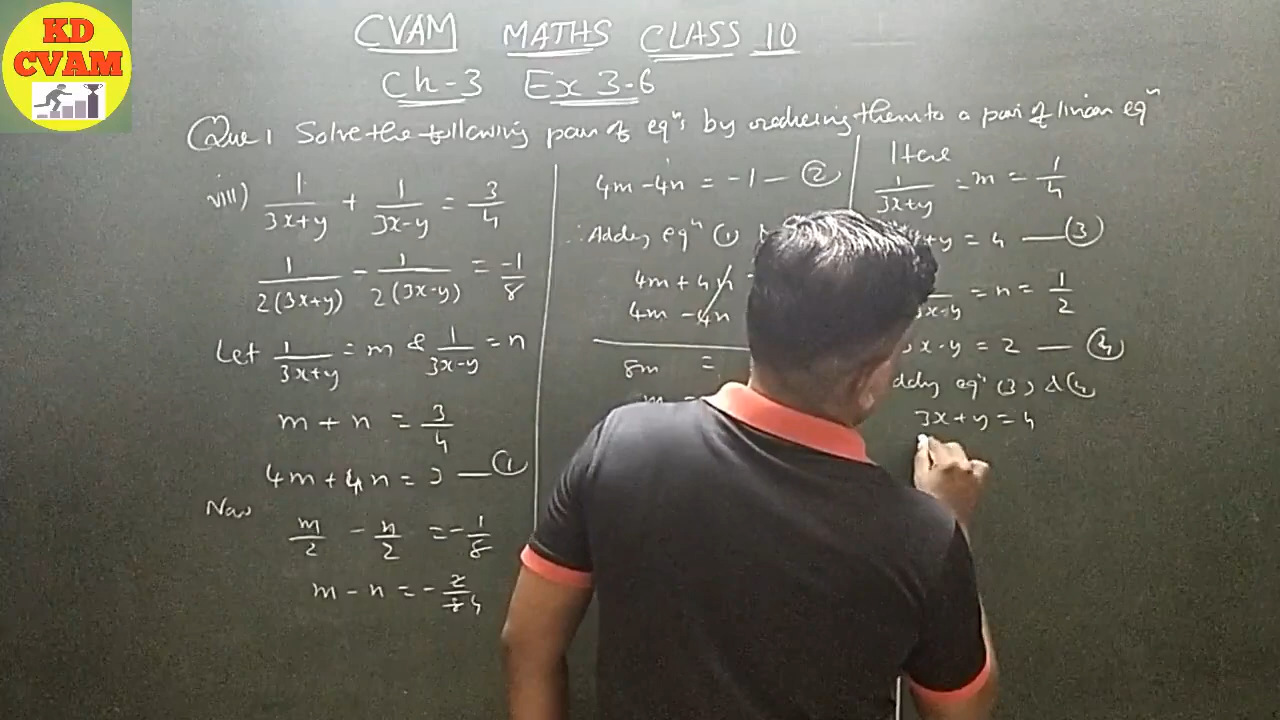 KD
CVAM
CVAM MATHS CLASS 10
Ch-3 Ex 3.6
Que 1 Solve the following pair of eqⁿs by reducing them to a pair of linear eqⁿ
viii) 1/(3x+y) + 1/(3x-y) = 3/4
1/2(3x+y) - 1/2(3x-y) = -1/8
Let 1/(3x+y) = m & 1/(3x-y) = n
m + n = 3/4
4m + 4n = 3 — ①
Now
m/2 - n/2 = -1/8
m - n = -2/8 4
4m - 4n = -1 — ②
∴ Adding eqⁿ ①
4m + 4n
4m - 4n
8m =
m =
Here
1/(3x+y) = m = 1/4
+y = 4 — ③
3x-y = n = 1/2
x-y = 2 — ④
Adding eqⁿ (3) & (4
3x+y = 4